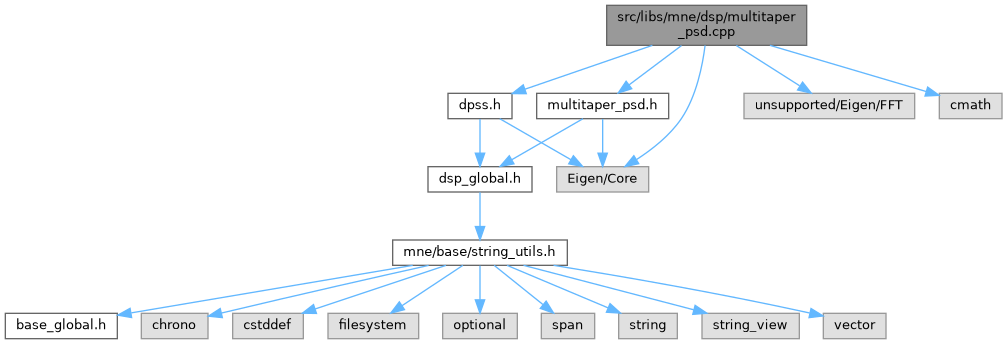 src/libs/mne/dsp/multitaper
_psd.cpp
dpss.h
multitaper_psd.h
unsupported/Eigen/FFT
cmath
dsp_global.h
Eigen/Core
mne/base/string_utils.h
base_global.h
chrono
cstddef
filesystem
optional
span
string
string_view
vector